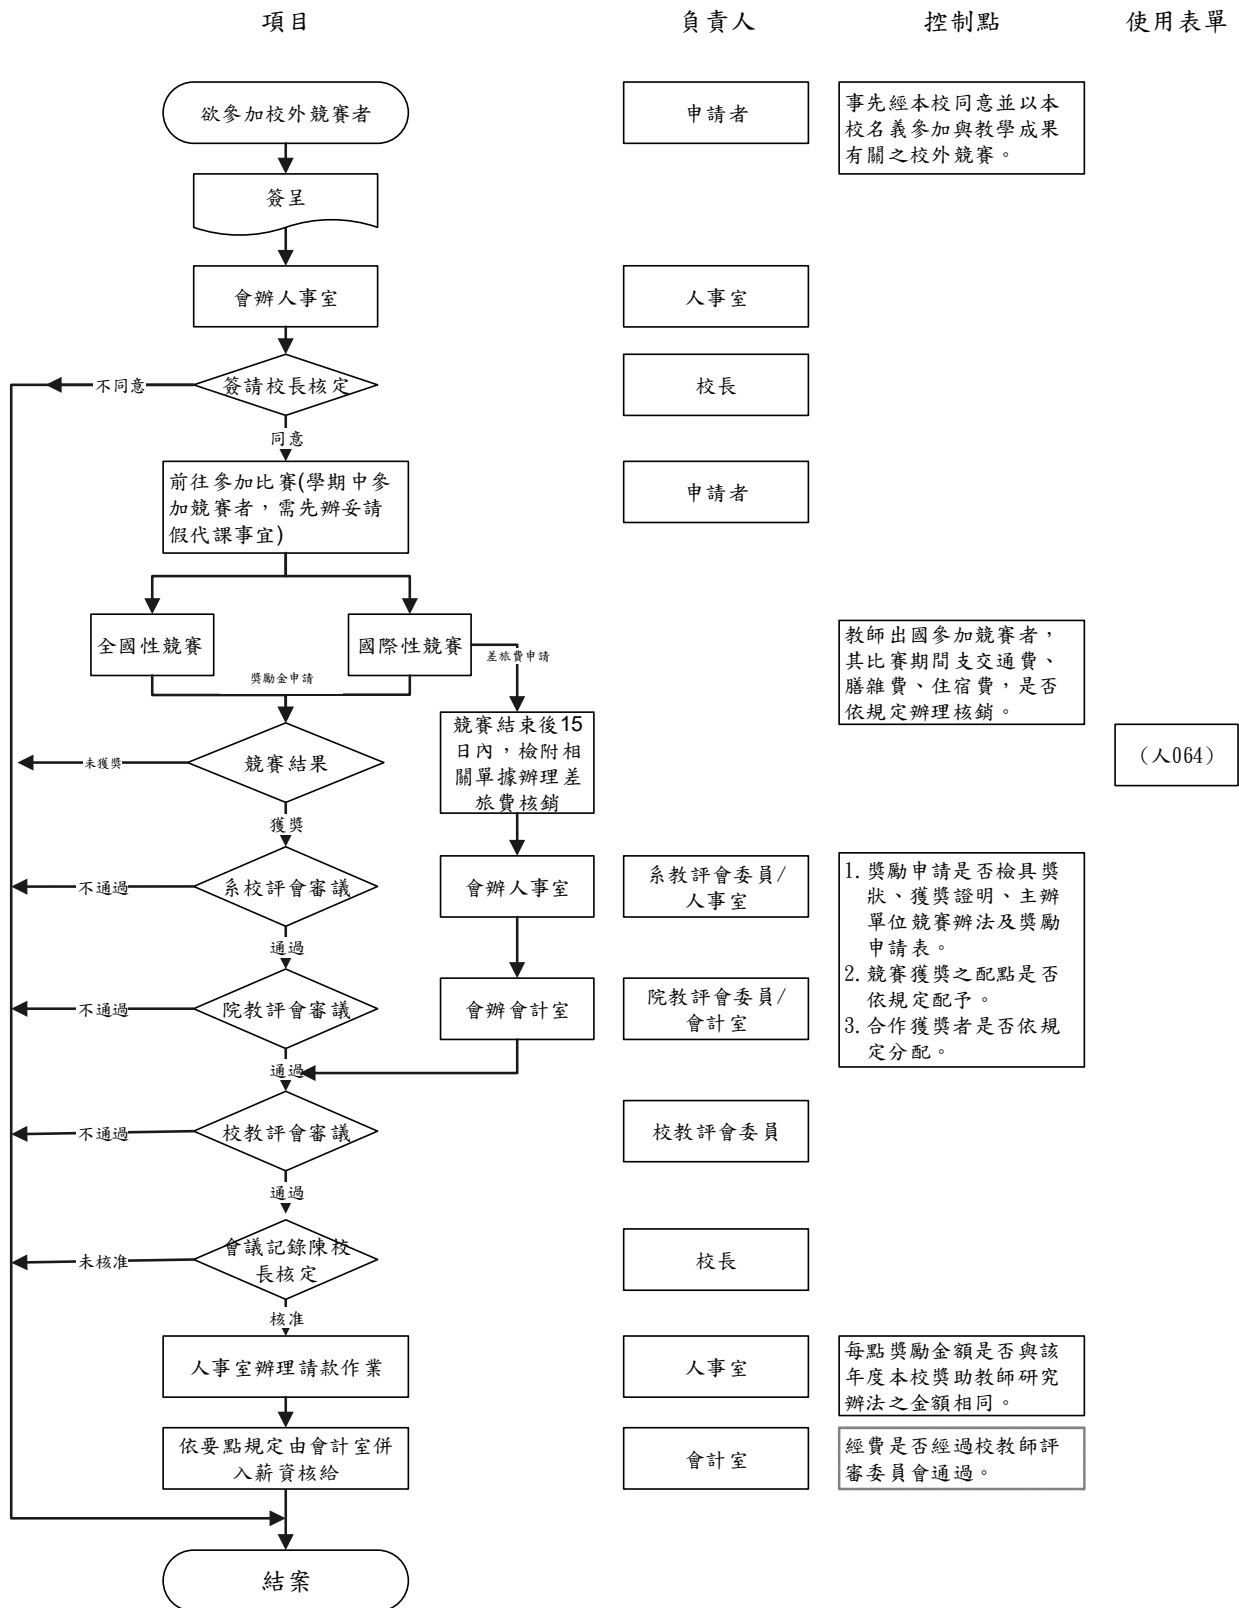 項目
負責人
控制點
使用表單
欲參加校外競賽者
申請者
事先經本校同意並以本
校名義參加與教學成果
有關之校外競賽。
簽呈
會辦人事室
人事室
不同意
簽請校長核定
校長
同意
前往參加比賽(學期中參
加競賽者，需先辦妥請
假代課事宜)
申請者
全國性競賽
國際性競賽
差旅費申請
獎勵金申請
教師出國參加競賽者，
其比賽期間支交通費、
膳雜費、住宿費，是否
依規定辦理核銷。
未獲獎
競賽結果
競賽結束後15
日內，檢附相
關單據辦理差
旅費核銷
（人064）
獲獎
不通過
系校評會審議
會辦人事室
系教評會委員/
人事室
1. 獎勵申請是否檢具獎
狀、獲獎證明、主辦
單位競賽辦法及獎勵
申請表。
2. 競賽獲獎之配點是否
依規定配予。
3. 合作獲獎者是否依規
定分配。
通過
不通過
院教評會審議
會辦會計室
院教評會委員/
會計室
通過
不通過
校教評會審議
校教評會委員
通過
未核准
會議記錄陳校
長核定
校長
核准
人事室辦理請款作業
人事室
每點獎勵金額是否與該
年度本校獎助教師研究
辦法之金額相同。
依要點規定由會計室併
入薪資核給
會計室
經費是否經過校教師評
審委員會通過。
結案